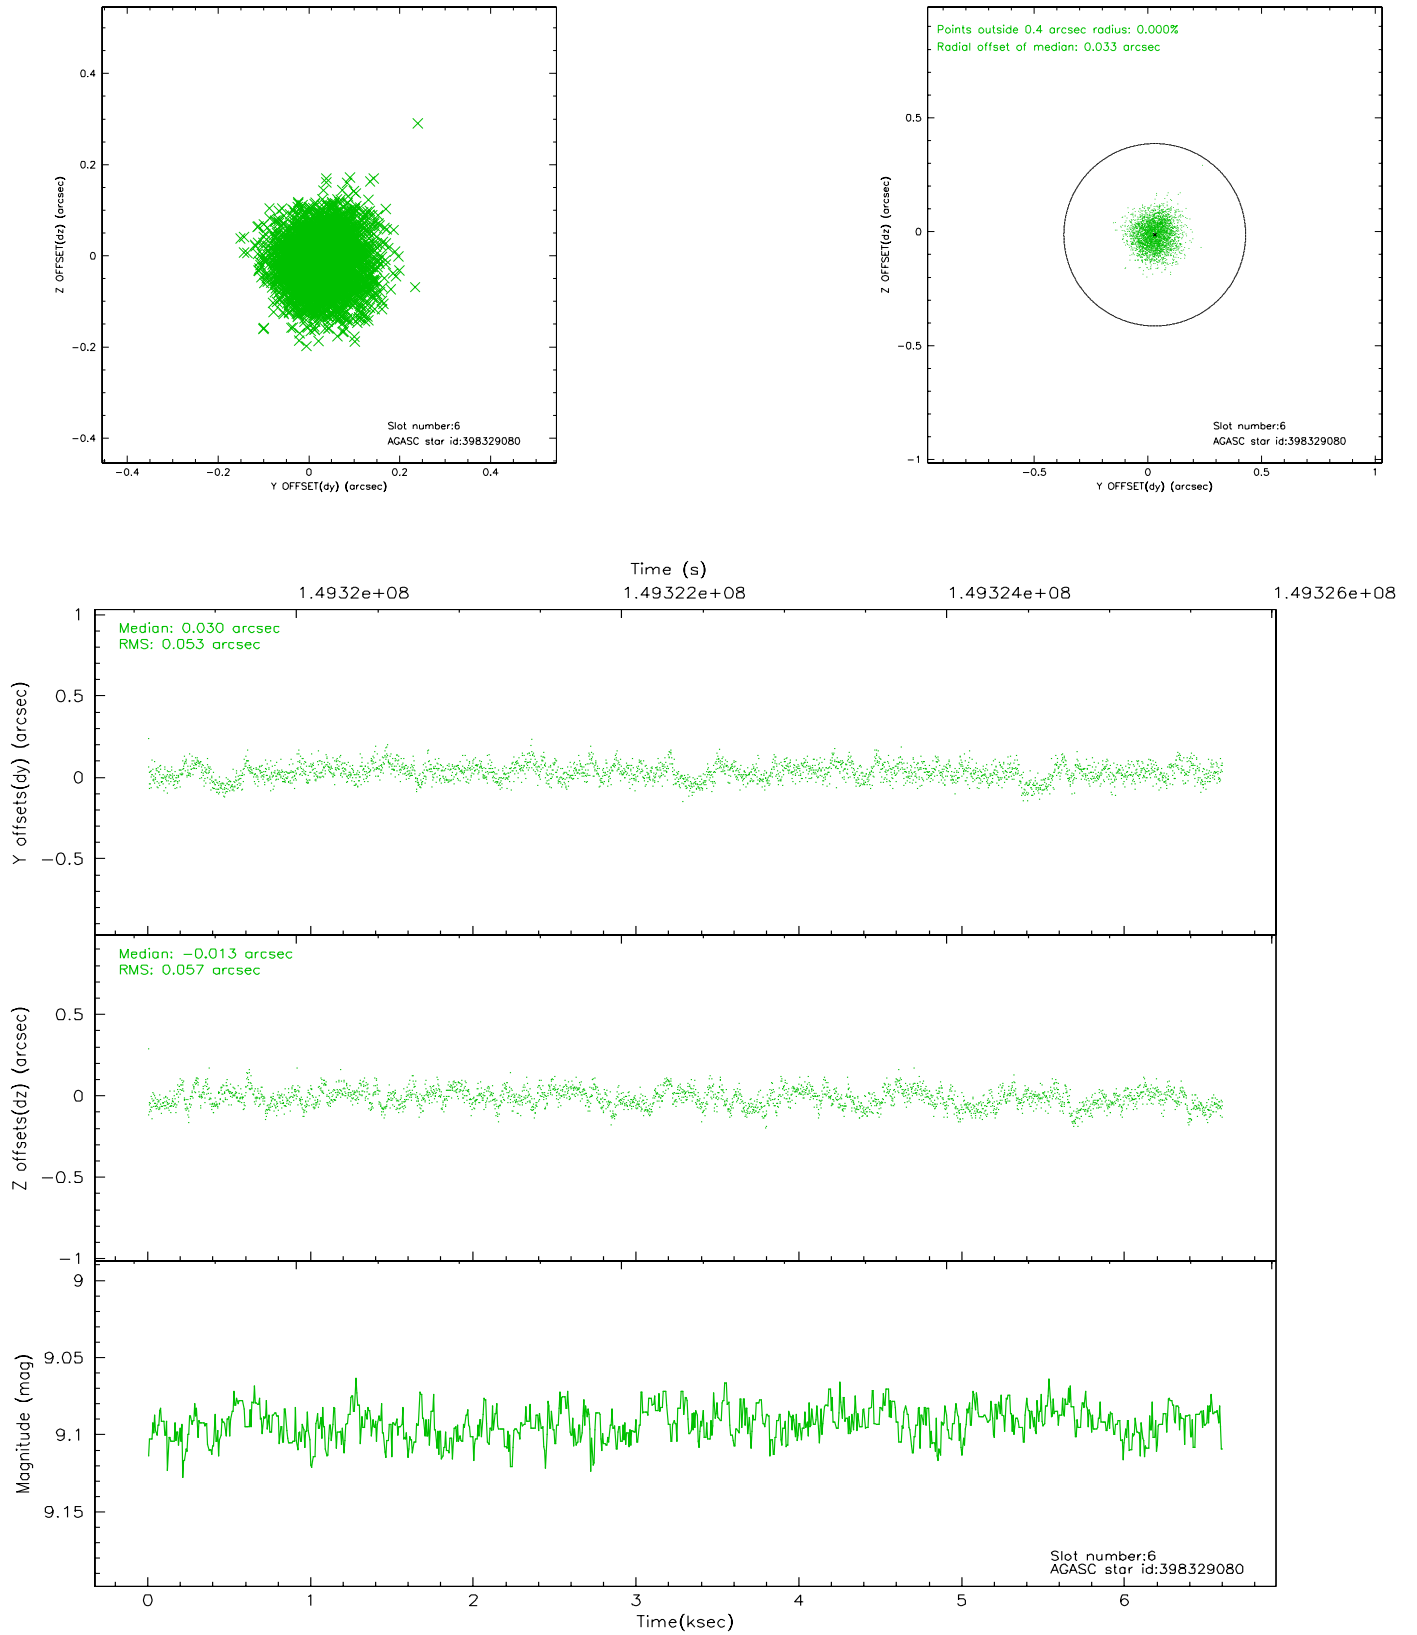 0.4
0.2
0
−0.2
−0.4
Z OFFSET(dz) (arcsec)
−0.4 −0.2 0 0.2 0.4
Y OFFSET(dy) (arcsec)
Slot number:6
AGASC star id:398329080
Points outside 0.4 arcsec radius: 0.000%
Radial offset of median: 0.033 arcsec
0.5
0
−0.5
−1
Z OFFSET(dz) (arcsec)
−0.5 0 0.5 1
Y OFFSET(dy) (arcsec)
Slot number:6
AGASC star id:398329080
Time (s)
1.4932e+08 1.49322e+08 1.49324e+08 1.49326e+08
Median: 0.030 arcsec
RMS: 0.053 arcsec
1
0.5
0
−0.5
Y offsets(dy) (arcsec)
Median: −0.013 arcsec
RMS: 0.057 arcsec
0.5
0
−0.5
−1
Z offsets(dz) (arcsec)
9
9.05
9.1
9.15
Magnitude (mag)
Slot number:6
AGASC star id:398329080
0 1 2 3 4 5 6
Time(ksec)